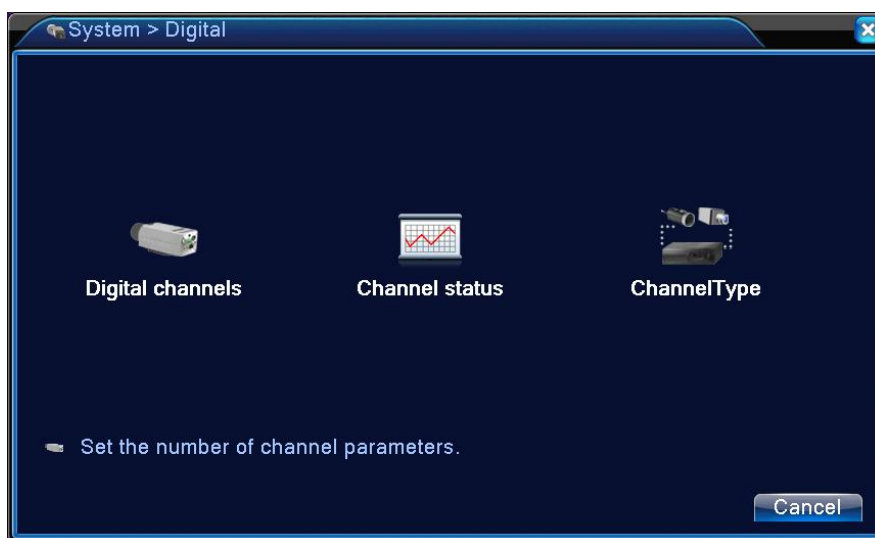 System > Digital
Digital channels
Channel status
ChannelType
Set the number of channel parameters.
Cancel